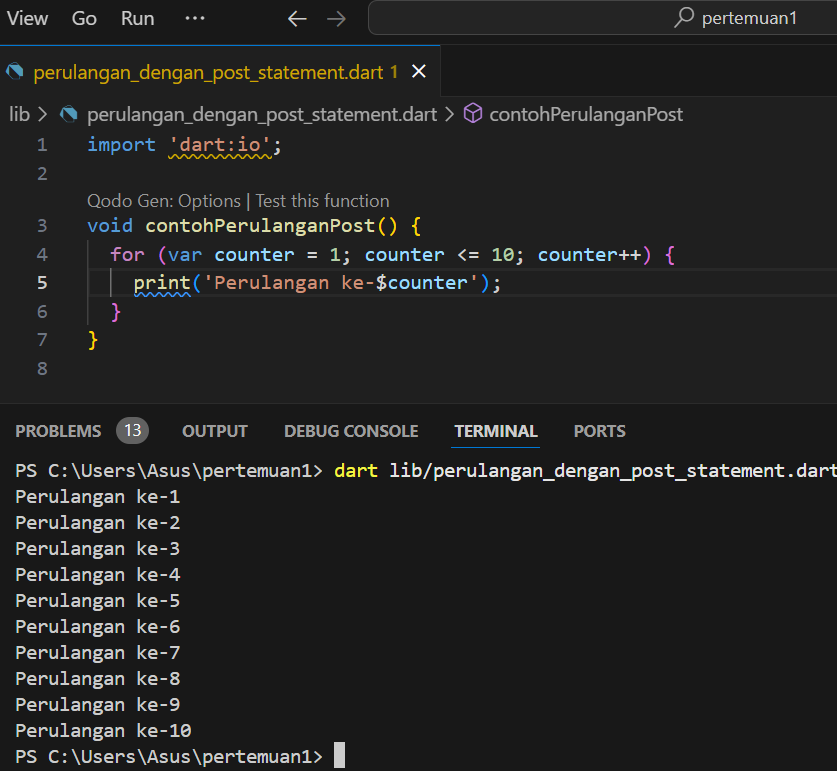 View Go Run ··· ← → pertemuan1
perulangan_dengan_post_statement.dart 1 ×
lib > perulangan_dengan_post_statement.dart > contohPerulanganPost
1 import 'dart:io';
2
Qodo Gen: Options | Test this function
3 void contohPerulanganPost() {
4   for (var counter = 1; counter <= 10; counter++) {
5     print('Perulangan ke-$counter');
6   }
7 }
8
PROBLEMS 13 OUTPUT DEBUG CONSOLE TERMINAL PORTS
PS C:\Users\Asus\pertemuan1> dart lib/perulangan_dengan_post_statement.dart
Perulangan ke-1
Perulangan ke-2
Perulangan ke-3
Perulangan ke-4
Perulangan ke-5
Perulangan ke-6
Perulangan ke-7
Perulangan ke-8
Perulangan ke-9
Perulangan ke-10
PS C:\Users\Asus\pertemuan1>